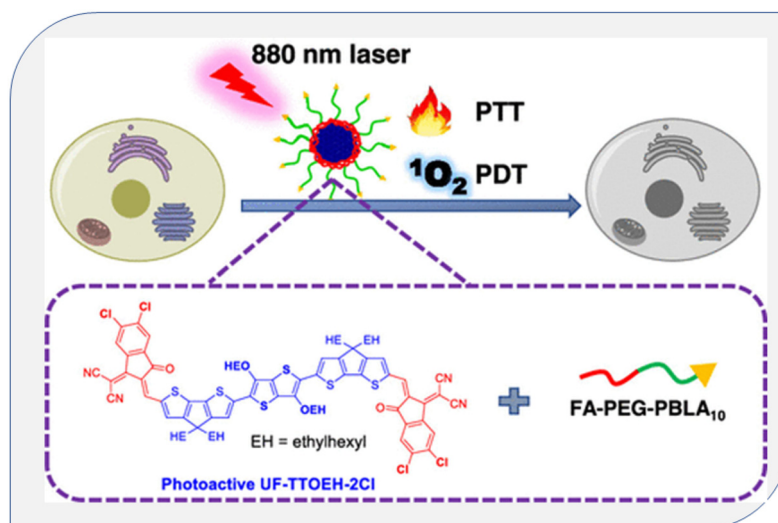 880 nm laser
PTT
¹O₂ PDT
Cl
Cl
HE EH
HEO
O
S
S
S
CN
NC
CN
NC
CN
O
S
S
S
OEH
HE EH
EH = ethylhexyl
Cl
Cl
FA-PEG-PBLA₁₀
Photoactive UF-TTOEH-2Cl